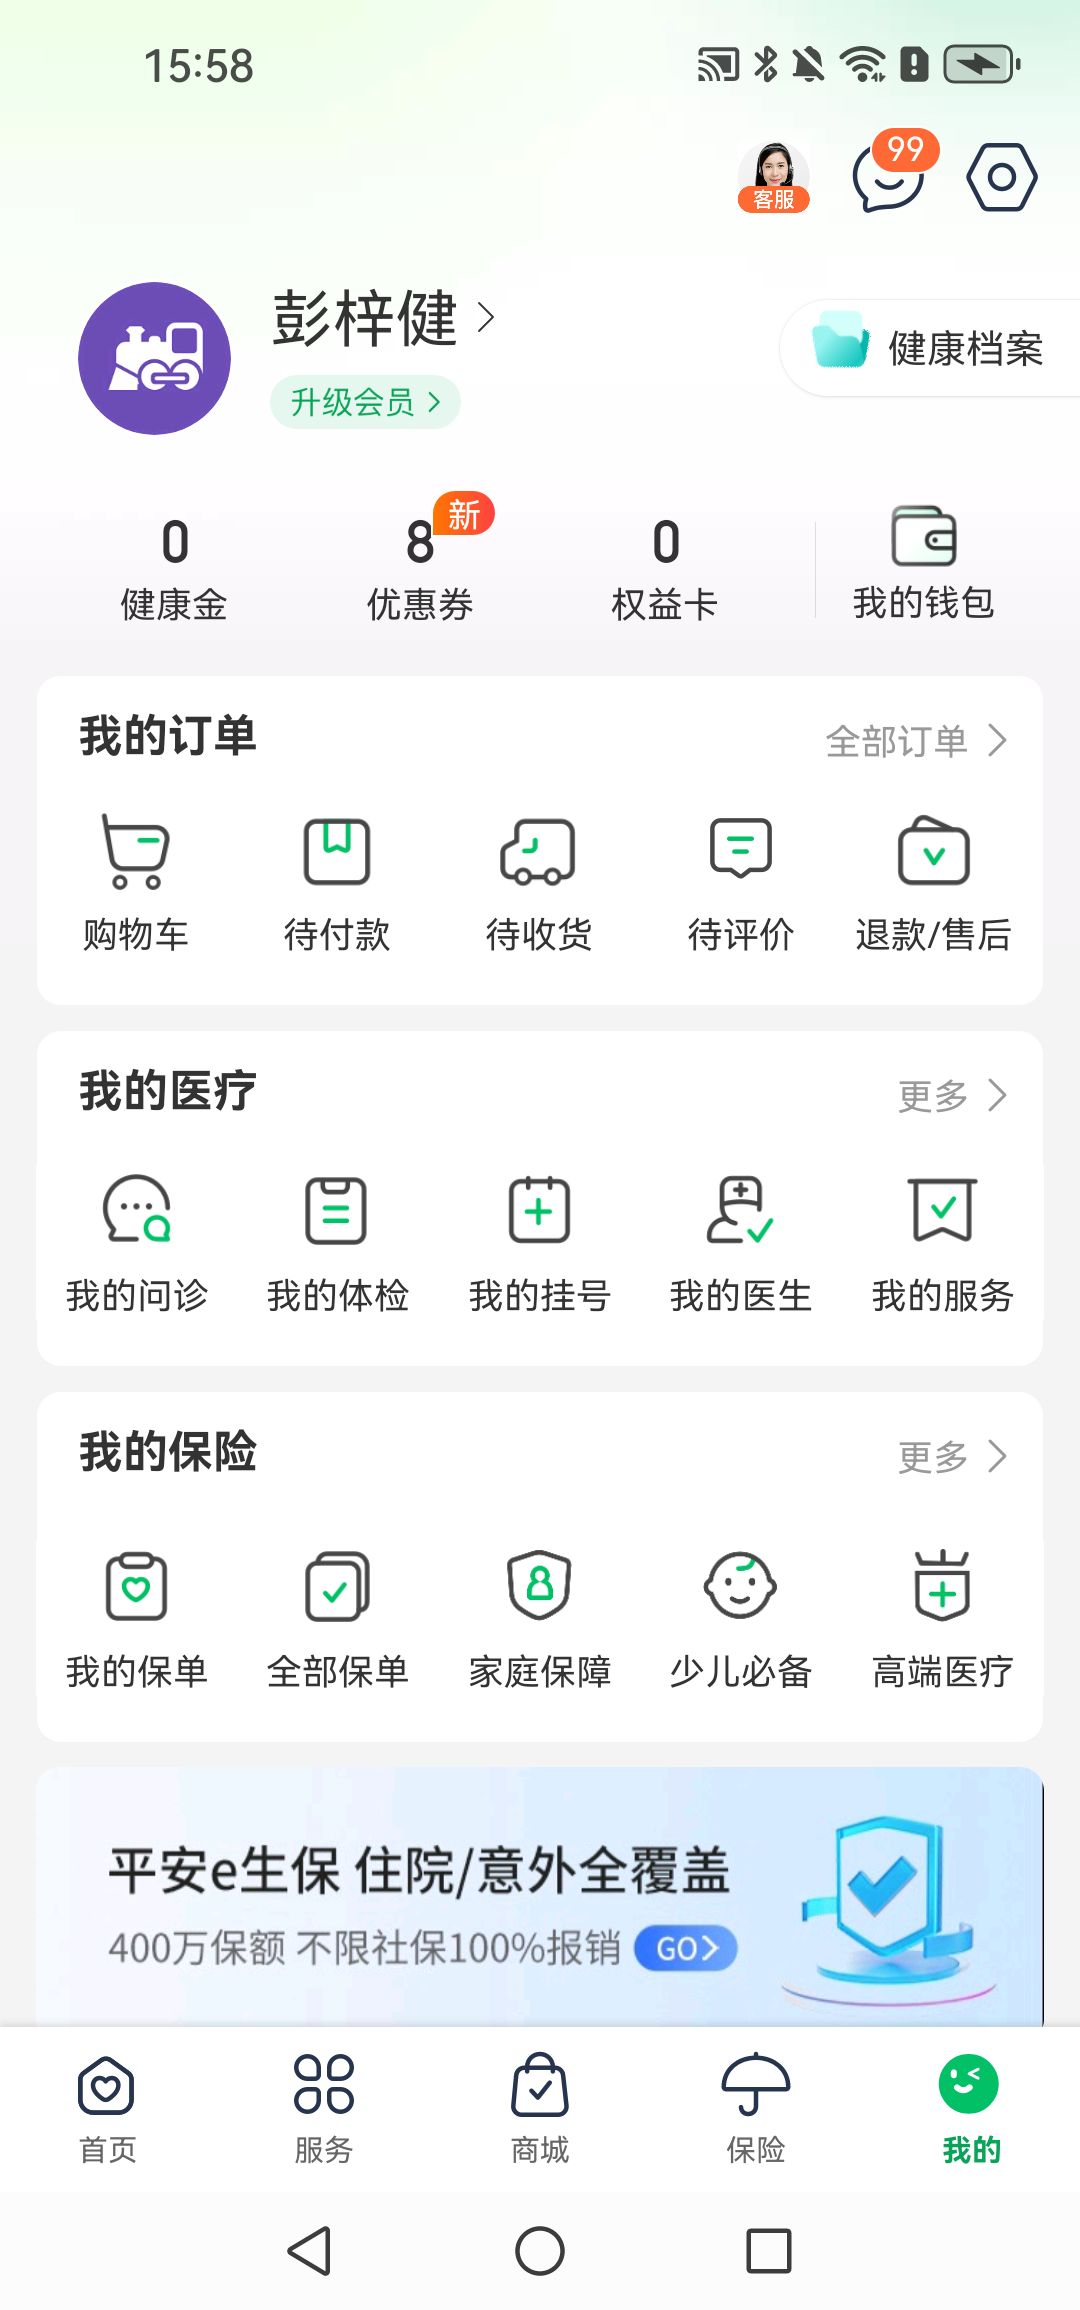 15:58
客服
99
彭梓健
升级会员
健康档案
0
8
新
0
健康金
优惠券
权益卡
我的钱包
我的订单
全部订单
购物车
待付款
待收货
待评价
退款/售后
我的医疗
更多
我的问诊
我的体检
我的挂号
我的医生
我的服务
我的保险
更多
我的保单
全部保单
家庭保障
少儿必备
高端医疗
平安e生保 住院/意外全覆盖
400万保额 不限社保100%报销
GO
首页
服务
商城
保险
我的